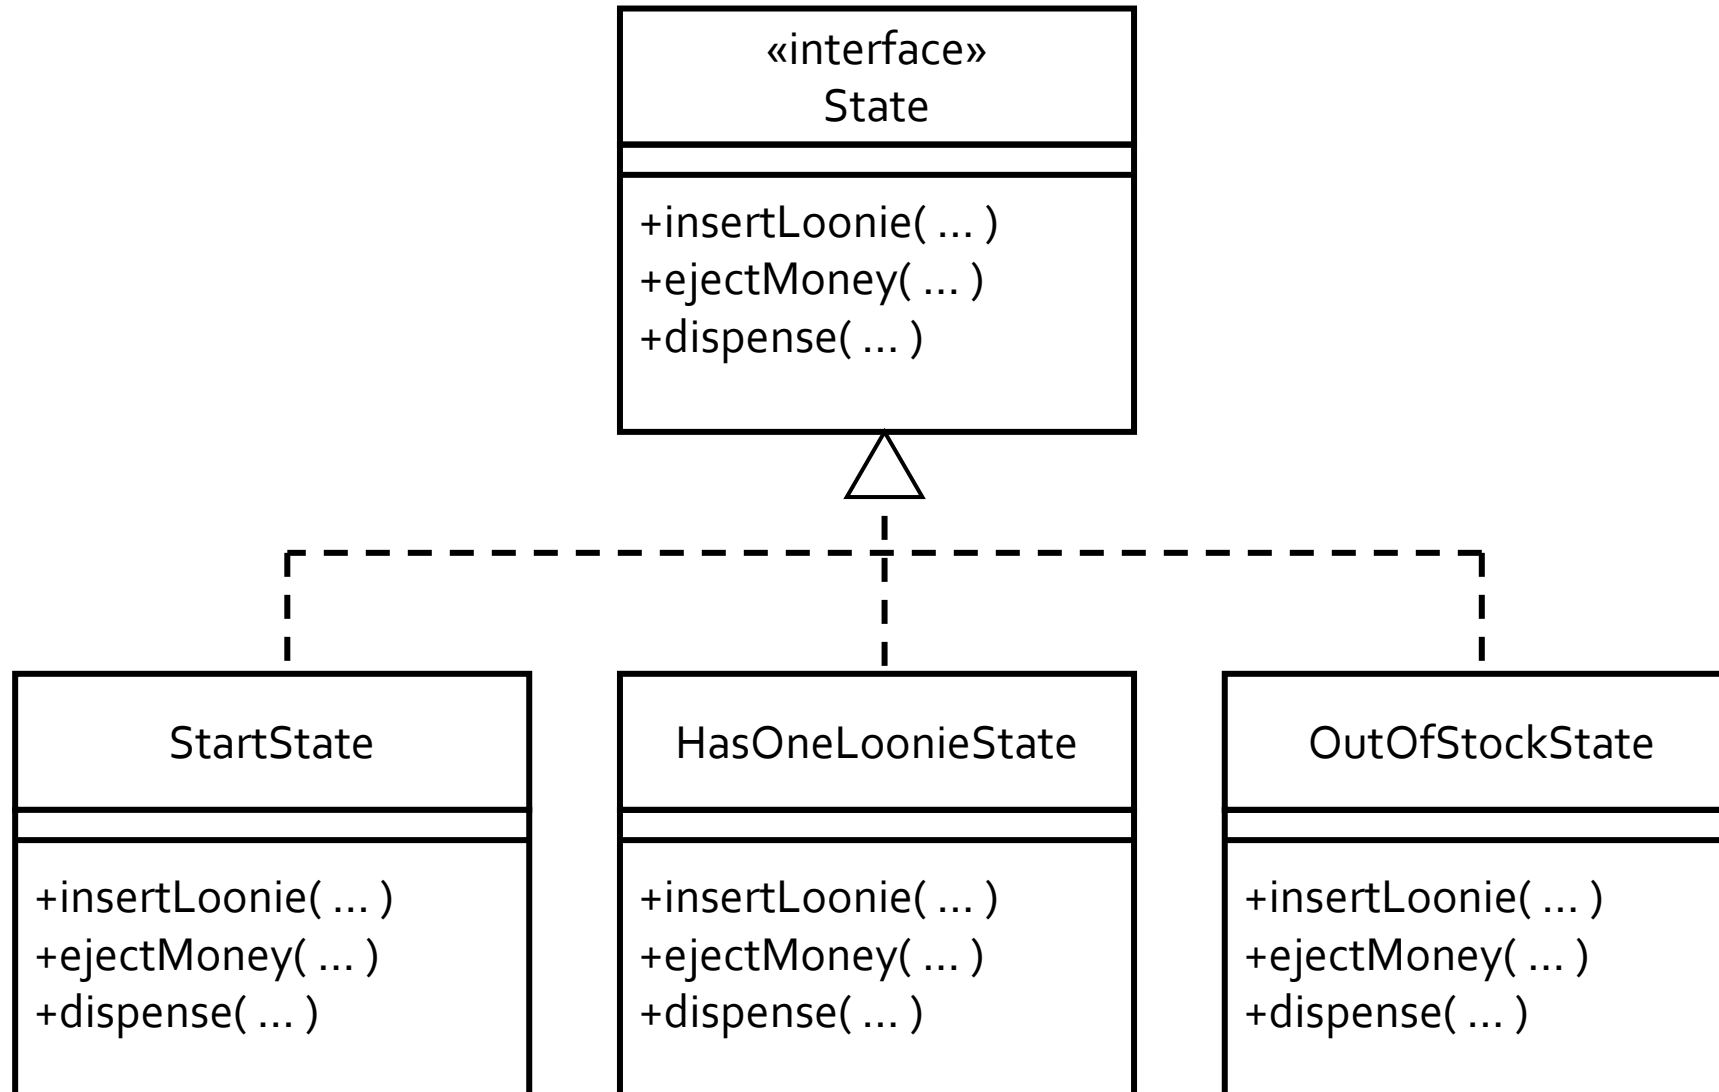 «interface»
State
+insertLoonie( ... )
+ejectMoney( ... )
+dispense( ... )
StartState
+insertLoonie( ... )
+ejectMoney( ... )
+dispense( ... )
HasOneLoonieState
+insertLoonie( ... )
+ejectMoney( ... )
+dispense( ... )
OutOfStockState
+insertLoonie( ... )
+ejectMoney( ... )
+dispense( ... )